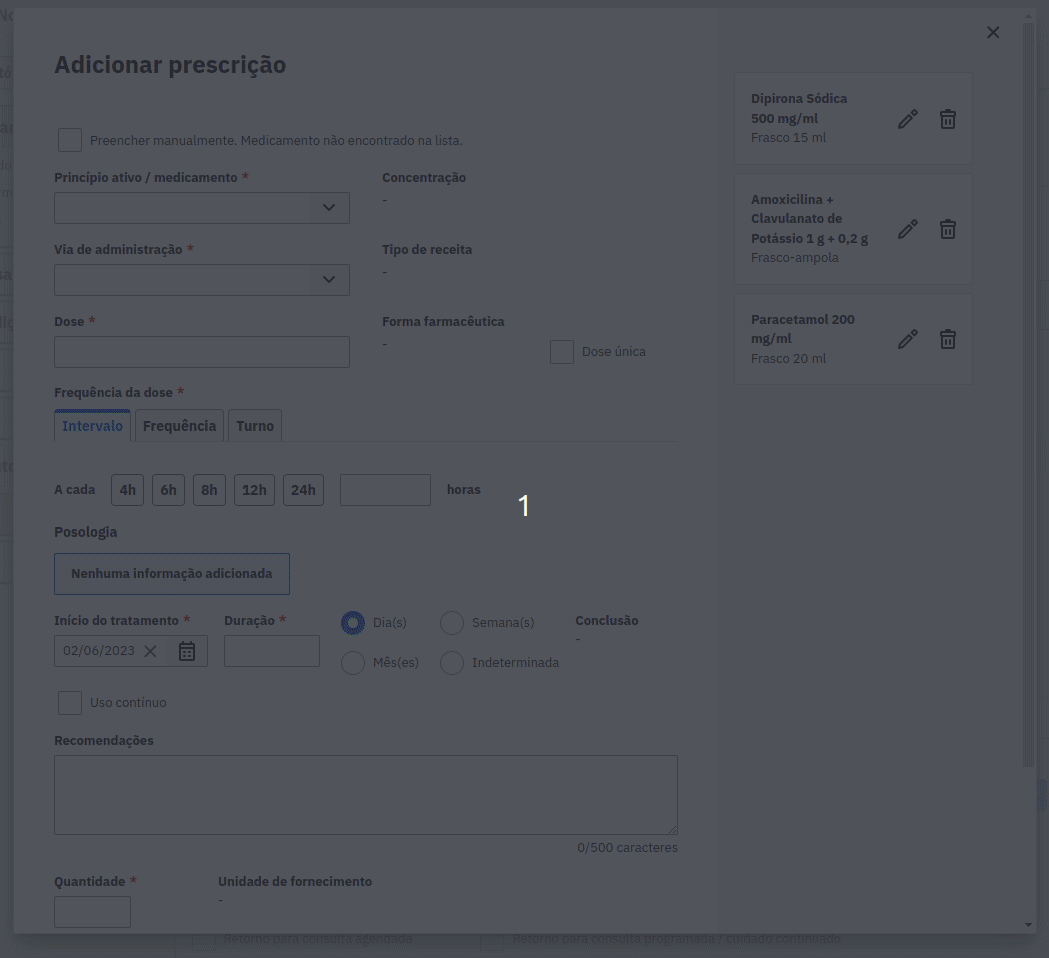 Adicionar prescrição
Preencher manualmente. Medicamento não encontrado na lista.
Princípio ativo / medicamento *
Concentração
-
Via de administração *
Tipo de receita
-
Dose *
Forma farmacêutica
-
Dose única
Frequência da dose *
Intervalo Frequência Turno
A cada 4h 6h 8h 12h 24h horas
1
Posologia
Nenhuma informação adicionada
Início do tratamento * Duração * Dia(s) Semana(s) Conclusão
02/06/2023 Mês(es) Indeterminada -
Uso contínuo
Recomendações
0/500 caracteres
Quantidade * Unidade de fornecimento
-
Dipirona Sódica
500 mg/ml
Frasco 15 ml
Amoxicilina +
Clavulanato de
Potássio 1 g + 0,2 g
Frasco-ampola
Paracetamol 200
mg/ml
Frasco 20 ml
Retorno para consulta agendada Retorno para consulta programada / cuidado continuado